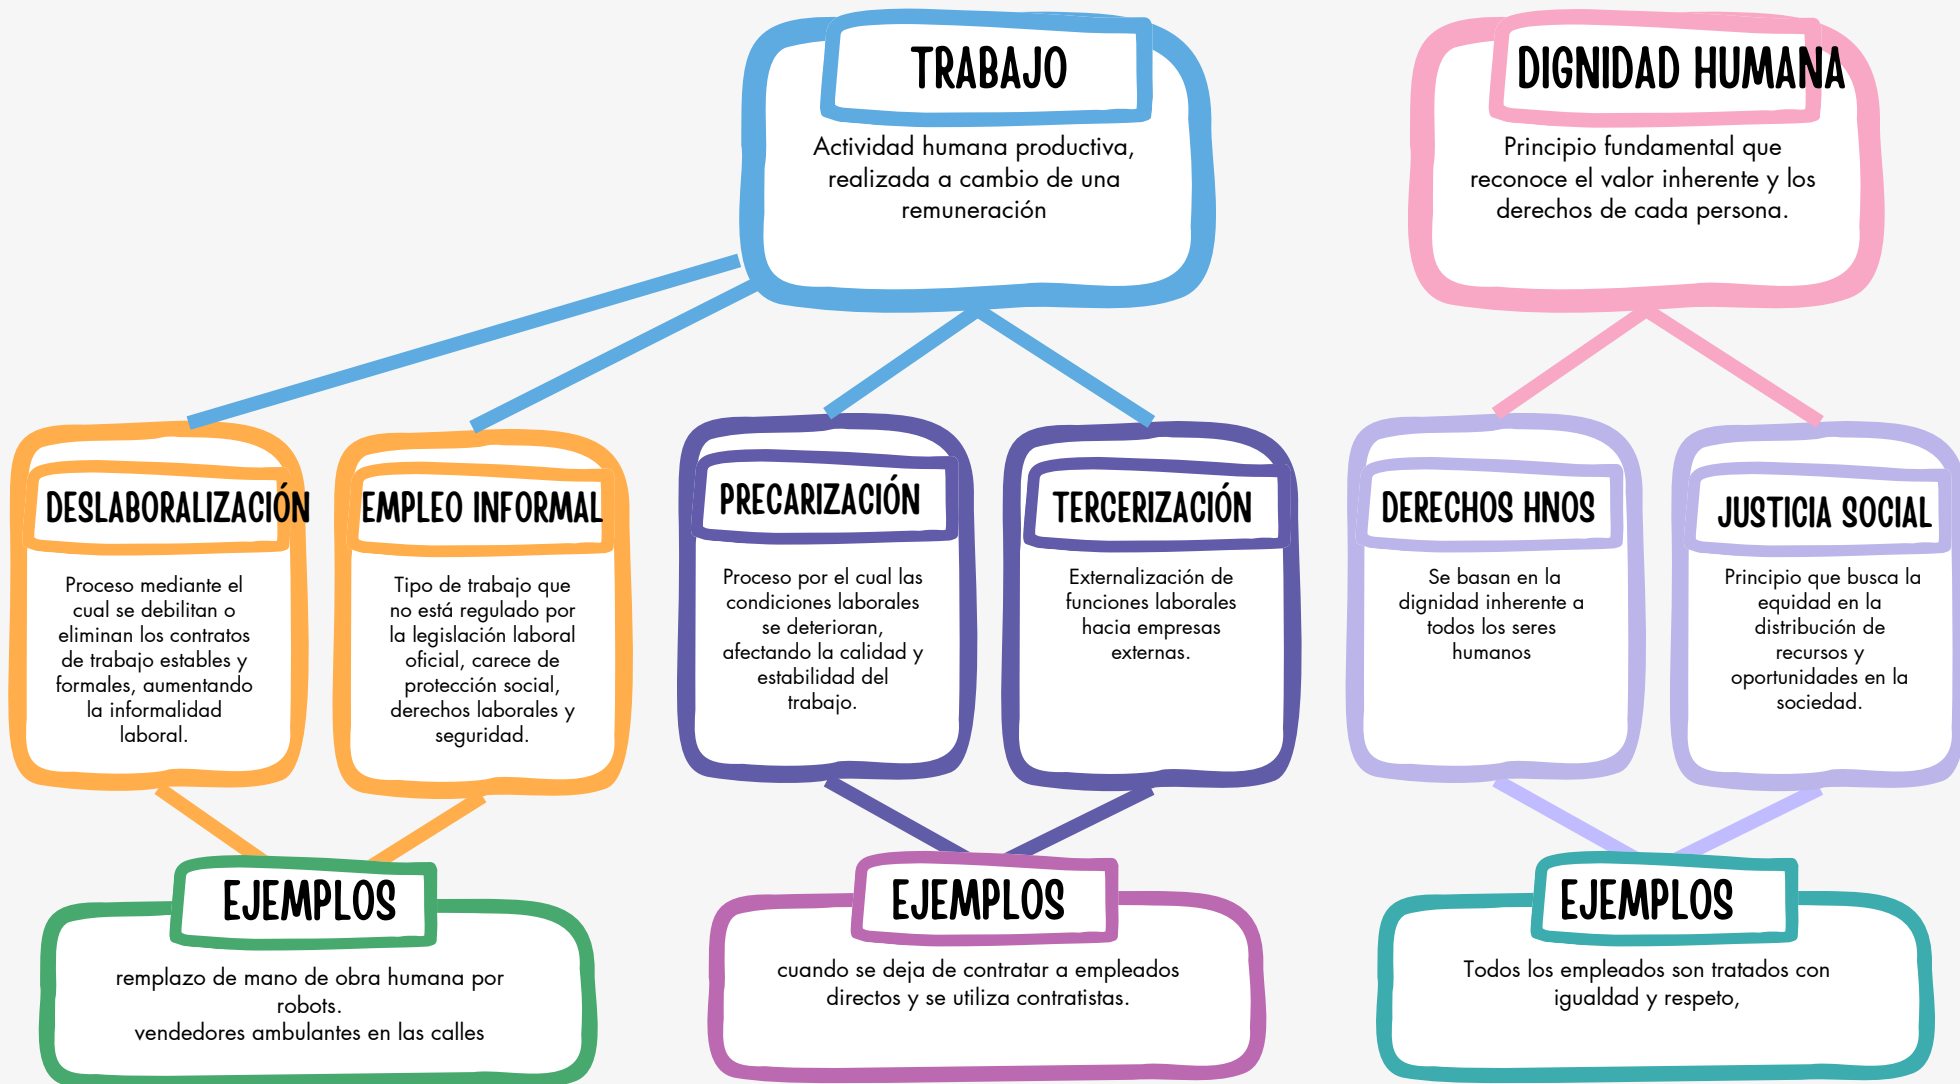 TRABAJO
Actividad humana productiva,
realizada a cambio de una
remuneración
DIGNIDAD HUMANA
Principio fundamental que
reconoce el valor inherente y los
derechos de cada persona.
DESLABORALIZACIÓN
Proceso mediante el
cual se debilitan o
eliminan los contratos
de trabajo estables y
formales, aumentando
la informalidad
laboral.
EMPLEO INFORMAL
Tipo de trabajo que
no está regulado por
la legislación laboral
oficial, carece de
protección social,
derechos laborales y
seguridad.
PRECARIZACIÓN
Proceso por el cual las
condiciones laborales
se deterioran,
afectando la calidad y
estabilidad del
trabajo.
TERCERIZACIÓN
Externalización de
funciones laborales
hacia empresas
externas.
DERECHOS HNOS
Se basan en la
dignidad inherente a
todos los seres
humanos
JUSTICIA SOCIAL
Principio que busca la
equidad en la
distribución de
recursos y
oportunidades en la
sociedad.
EJEMPLOS
remplazo de mano de obra humana por
robots.
vendedores ambulantes en las calles
EJEMPLOS
cuando se deja de contratar a empleados
directos y se utiliza contratistas.
EJEMPLOS
Todos los empleados son tratados con
igualdad y respeto,